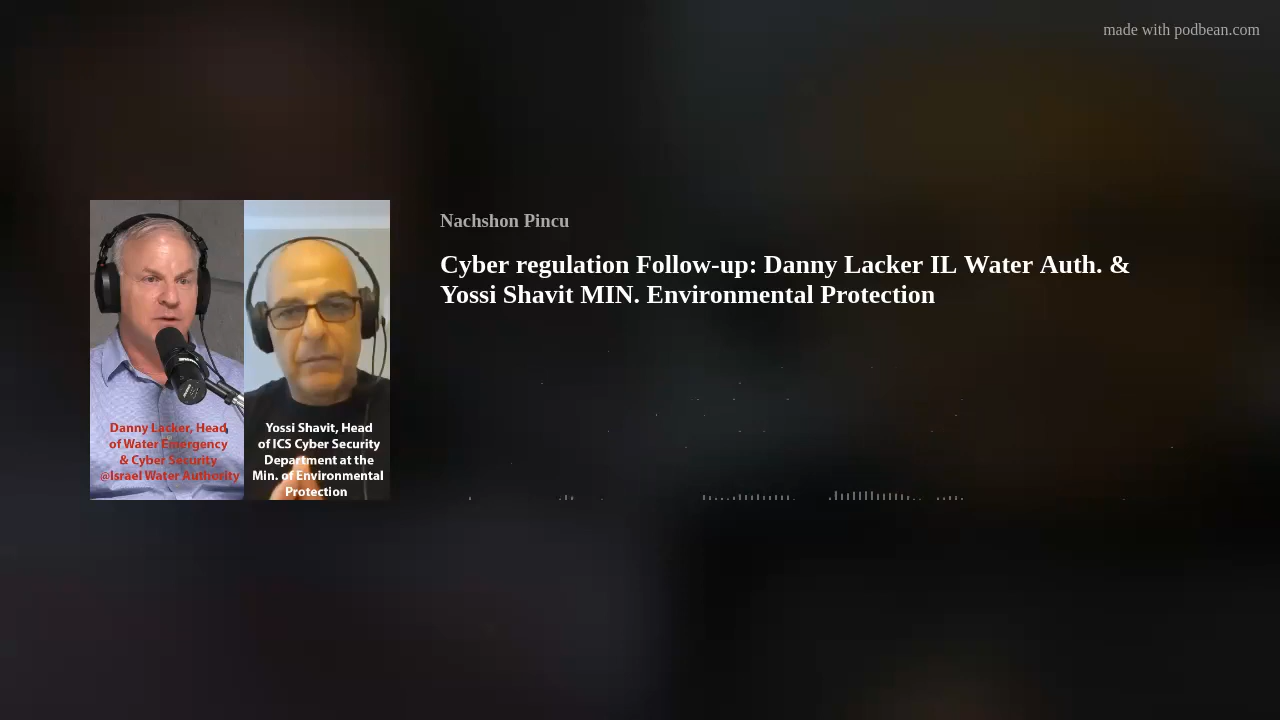 made with podbean.com
Nachshon Pincu
Cyber regulation Follow-up: Danny Lacker IL Water Auth. &
Yossi Shavit MIN. Environmental Protection
Danny Lacker, Head
of Water Emergency
& Cyber Security
@Israel Water Authority
Yossi Shavit, Head
of ICS Cyber Security
Department at the
Min. of Environmental
Protection